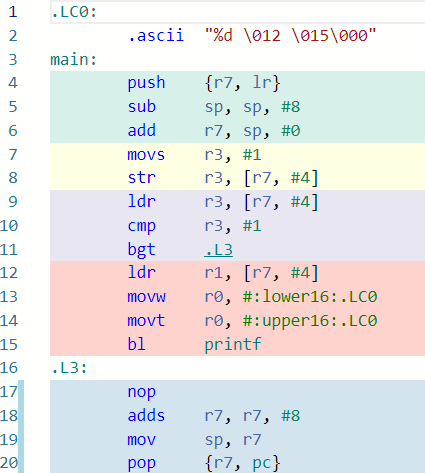 1 .LC0:
2 .ascii "%d \012 \015\000"
3 main:
4 push {r7, lr}
5 sub sp, sp, #8
6 add r7, sp, #0
7 movs r3, #1
8 str r3, [r7, #4]
9 ldr r3, [r7, #4]
10 cmp r3, #1
11 bgt .L3
12 ldr r1, [r7, #4]
13 movw r0, #:lower16:.LC0
14 movt r0, #:upper16:.LC0
15 bl printf
16 .L3:
17 nop
18 adds r7, r7, #8
19 mov sp, r7
20 pop {r7, pc}